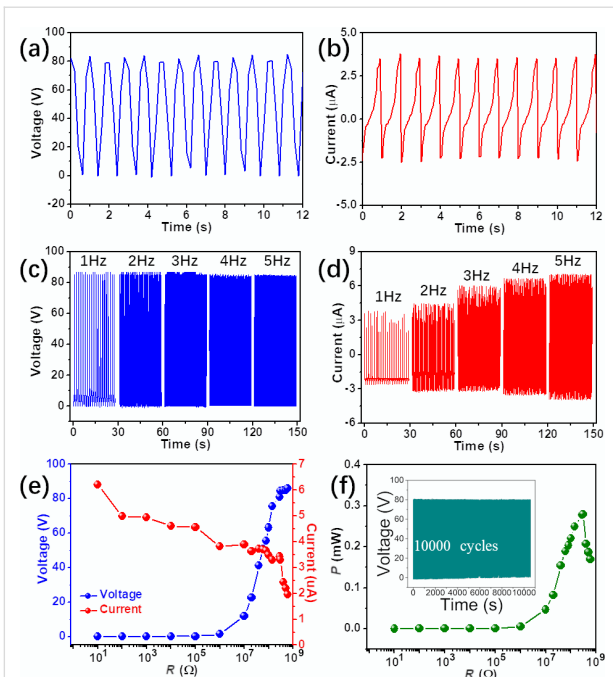 (a)
100
80
60
40
20
0
-20
Voltage (V)
0 2 4 6 8 10 12
Time (s)
(b)
5.0
2.5
0.0
-2.5
-5.0
Current (μA)
0 2 4 6 8 10 12
Time (s)
(c)
1Hz 2Hz 3Hz 4Hz 5Hz
100
80
60
40
20
0
Voltage (V)
0 30 60 90 120 150
Time (s)
(d)
1Hz 2Hz 3Hz 4Hz 5Hz
9
6
3
0
-3
-6
Current (μA)
0 30 60 90 120 150
Time (s)
(e)
100
80
60
40
20
0
Voltage (V)
7
6
5
4
3
2
1
0
Current (uA)
Voltage
Current
10¹ 10³ 10⁵ 10⁷ 10⁹
R (Ω)
(f)
0.4
0.3
0.2
0.1
0.0
P (mW)
100
80
60
40
20
0
Voltage (V)
10000 cycles
0 2000 4000 6000 8000 10000
Time (s)
10¹ 10³ 10⁵ 10⁷ 10⁹
R (Ω)